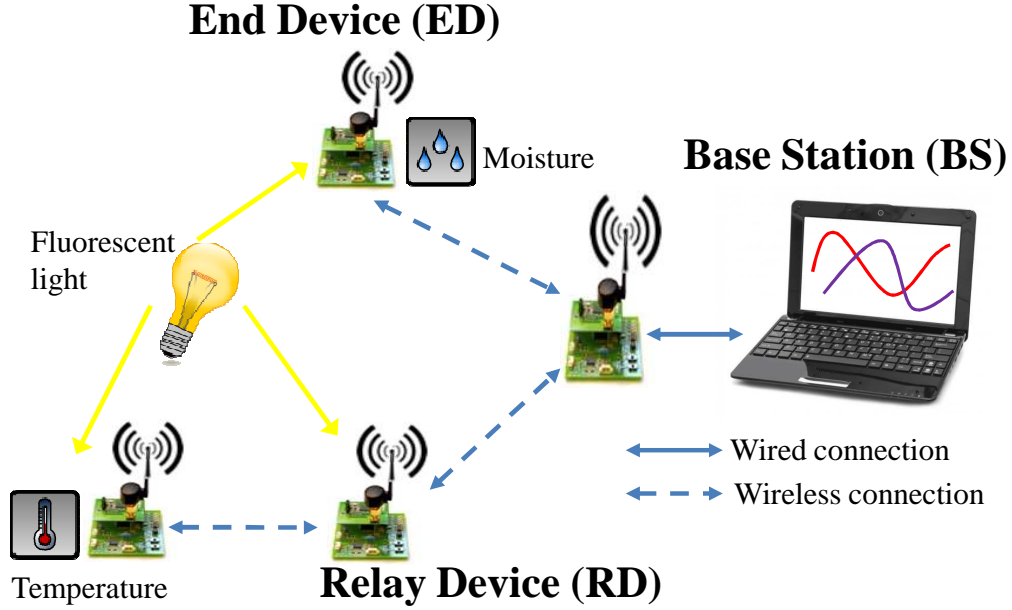 End Device (ED)
Moisture
Base Station (BS)
Fluorescent
light
Wired connection
Wireless connection
Temperature
Relay Device (RD)